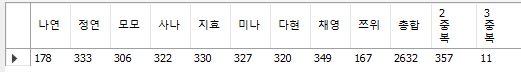 나연 정연 모모 사나 지효 미나 다현 채영 쯔위 총합 2중복 3중복
178 333 306 322 330 327 320 349 167 2632 357 11